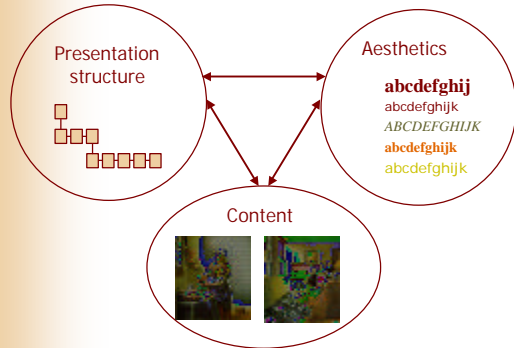 Presentation
structure
Aesthetics
abcdefghij
abcdefghijk
ABCDEFGHIJK
abcdefghijk
abcdefghijk
Content